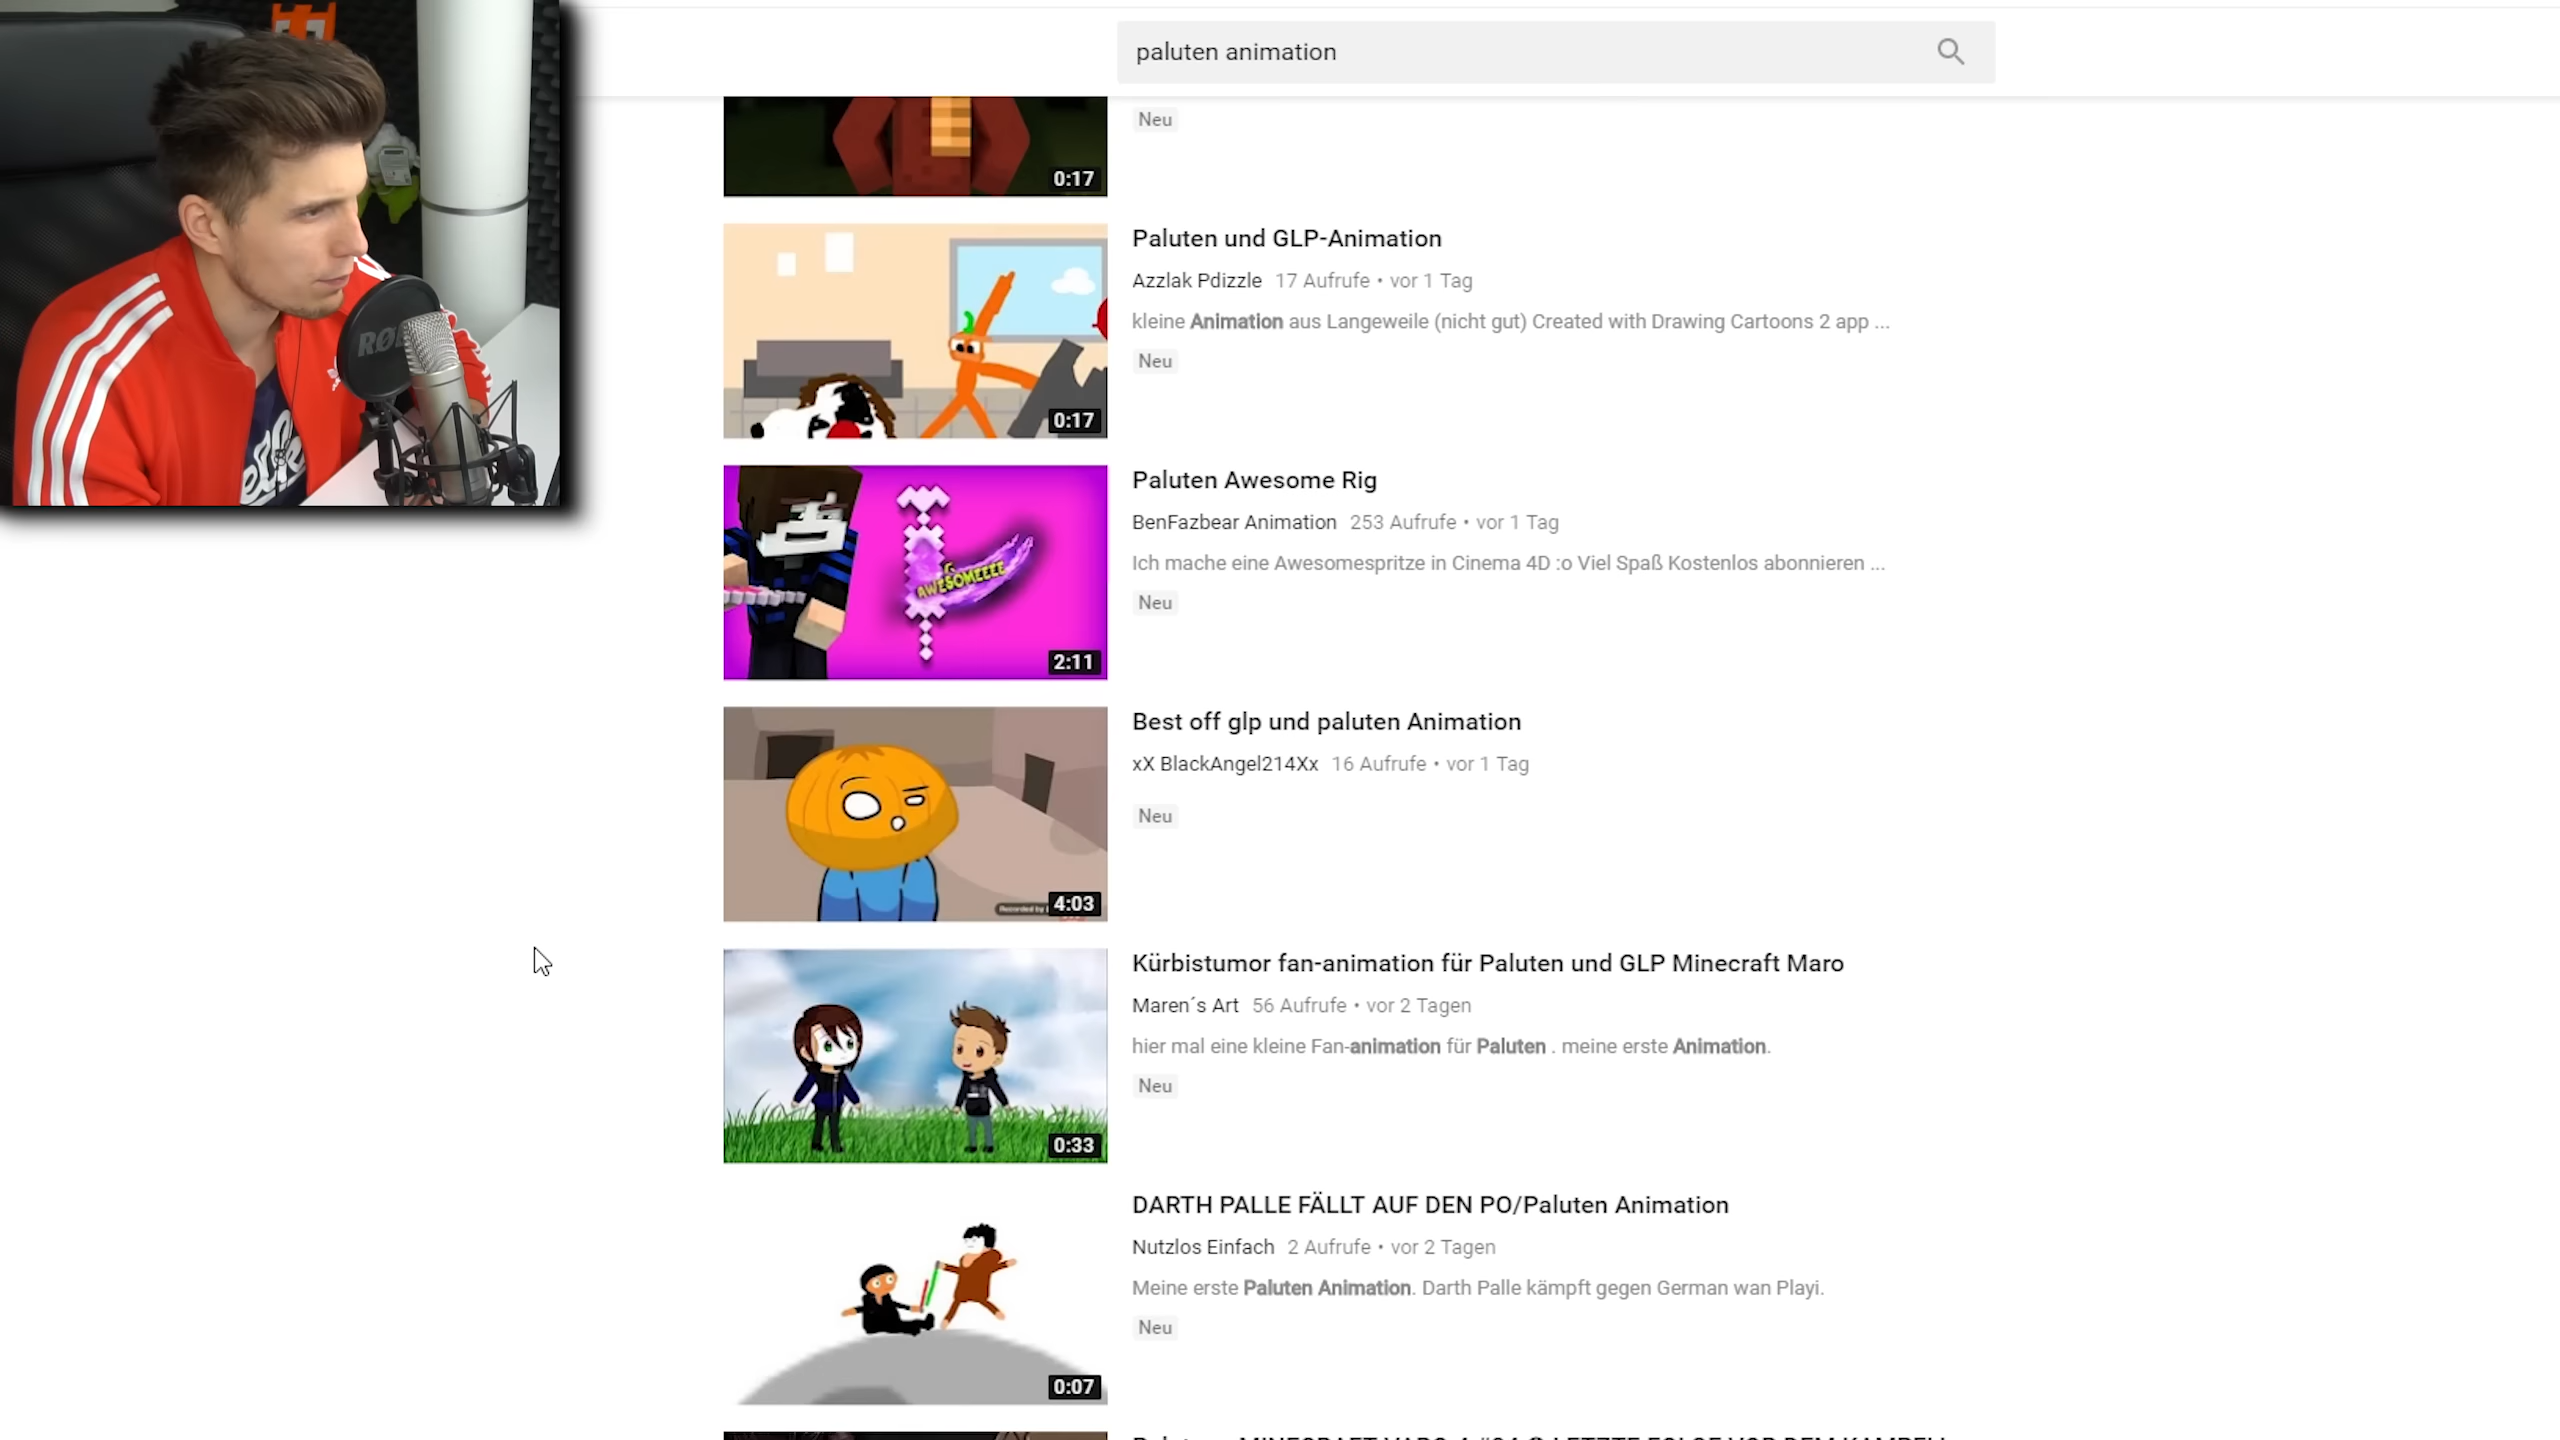 paluten animation
Neu
0:17
RØDE
Paluten und GLP-Animation
Azzlak Pdizzle 17 Aufrufe • vor 1 Tag
kleine Animation aus Langeweile (nicht gut) Created with Drawing Cartoons 2 app ...
Neu
0:17
Paluten Awesome Rig
BenFazbear Animation 253 Aufrufe • vor 1 Tag
Ich mache eine Awesomespritze in Cinema 4D :o Viel Spaß Kostenlos abonnieren ...
Neu
AWESOMEEEE
2:11
Best off glp und paluten Animation
xX BlackAngel214Xx 16 Aufrufe • vor 1 Tag
Neu
Recorded by
4:03
Kürbistumor fan-animation für Paluten und GLP Minecraft Maro
Maren´s Art 56 Aufrufe • vor 2 Tagen
hier mal eine kleine Fan-animation für Paluten . meine erste Animation.
Neu
0:33
DARTH PALLE FÄLLT AUF DEN PO/Paluten Animation
Nutzlos Einfach 2 Aufrufe • vor 2 Tagen
Meine erste Paluten Animation. Darth Palle kämpft gegen German wan Playi.
Neu
0:07